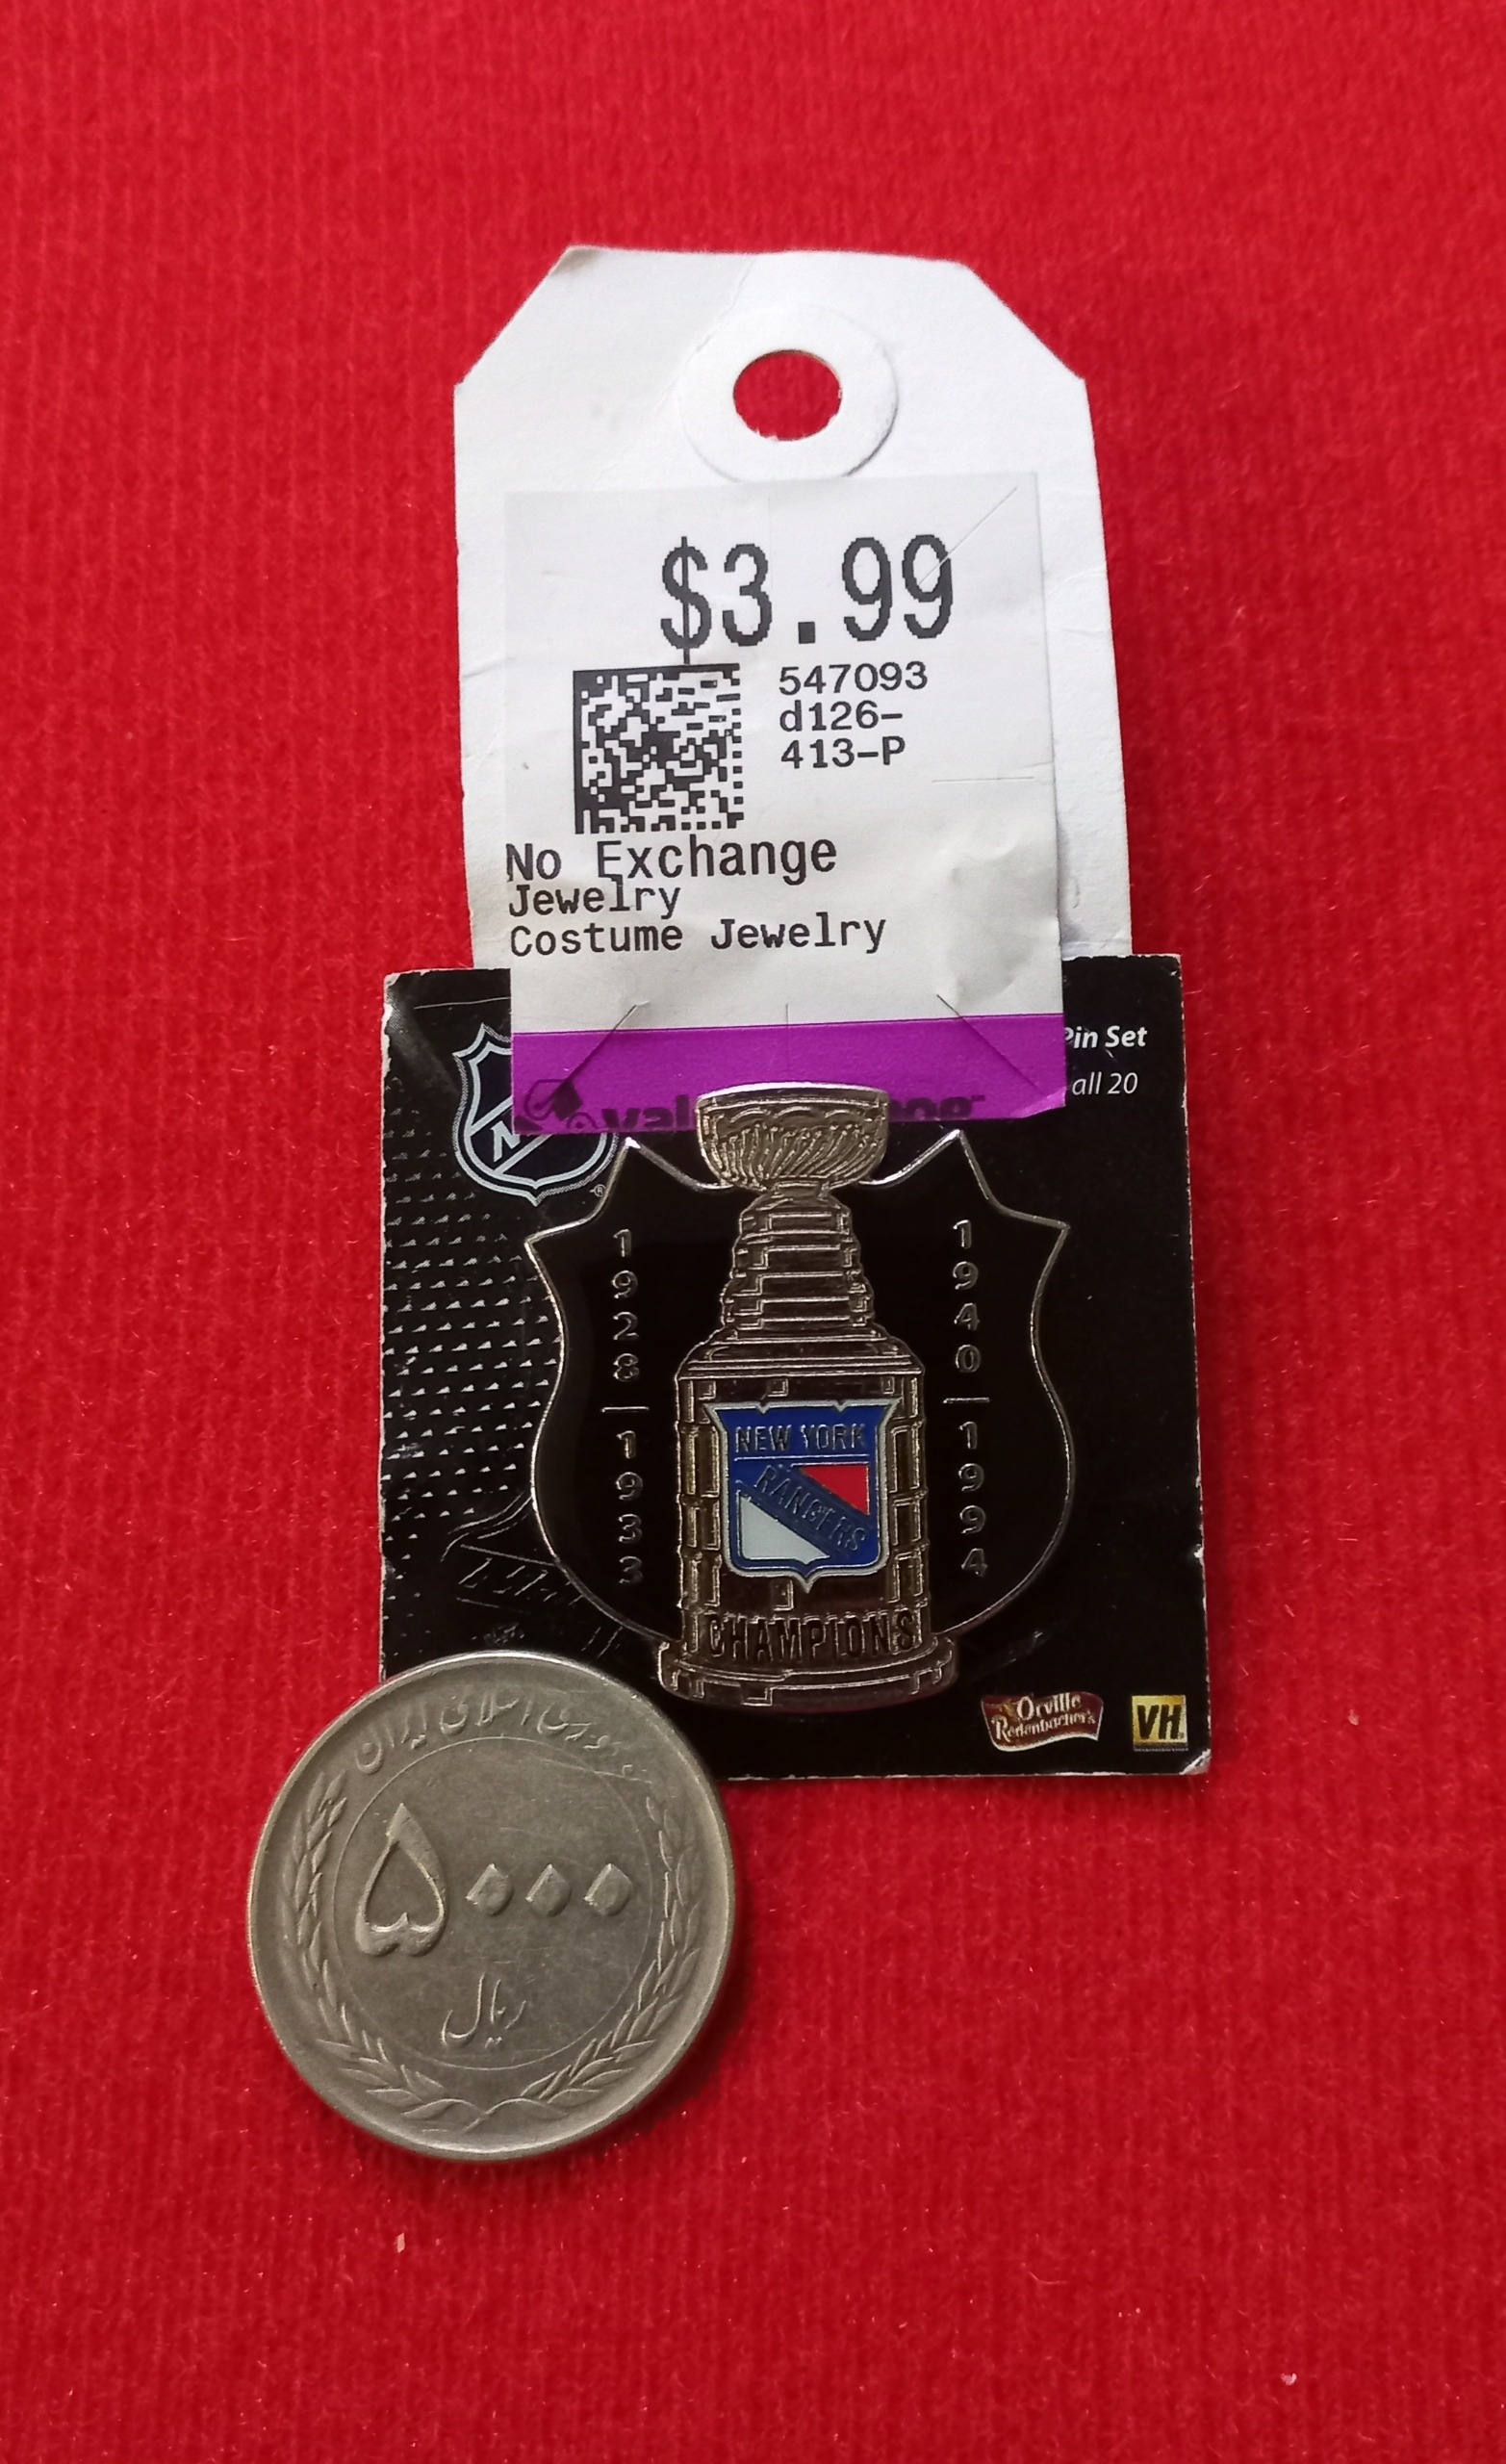 $3.99
547093
d126-
413-P
No Exchange
Jewelry
Costume Jewelry
Pin Set
all 20
1928|1933
1940|1994
NEW YORK
RANGERS
CHAMPIONS
Orville
Redenbacher's
VH
جمهوری اسلامی ایران
۵۰۰۰
ریال